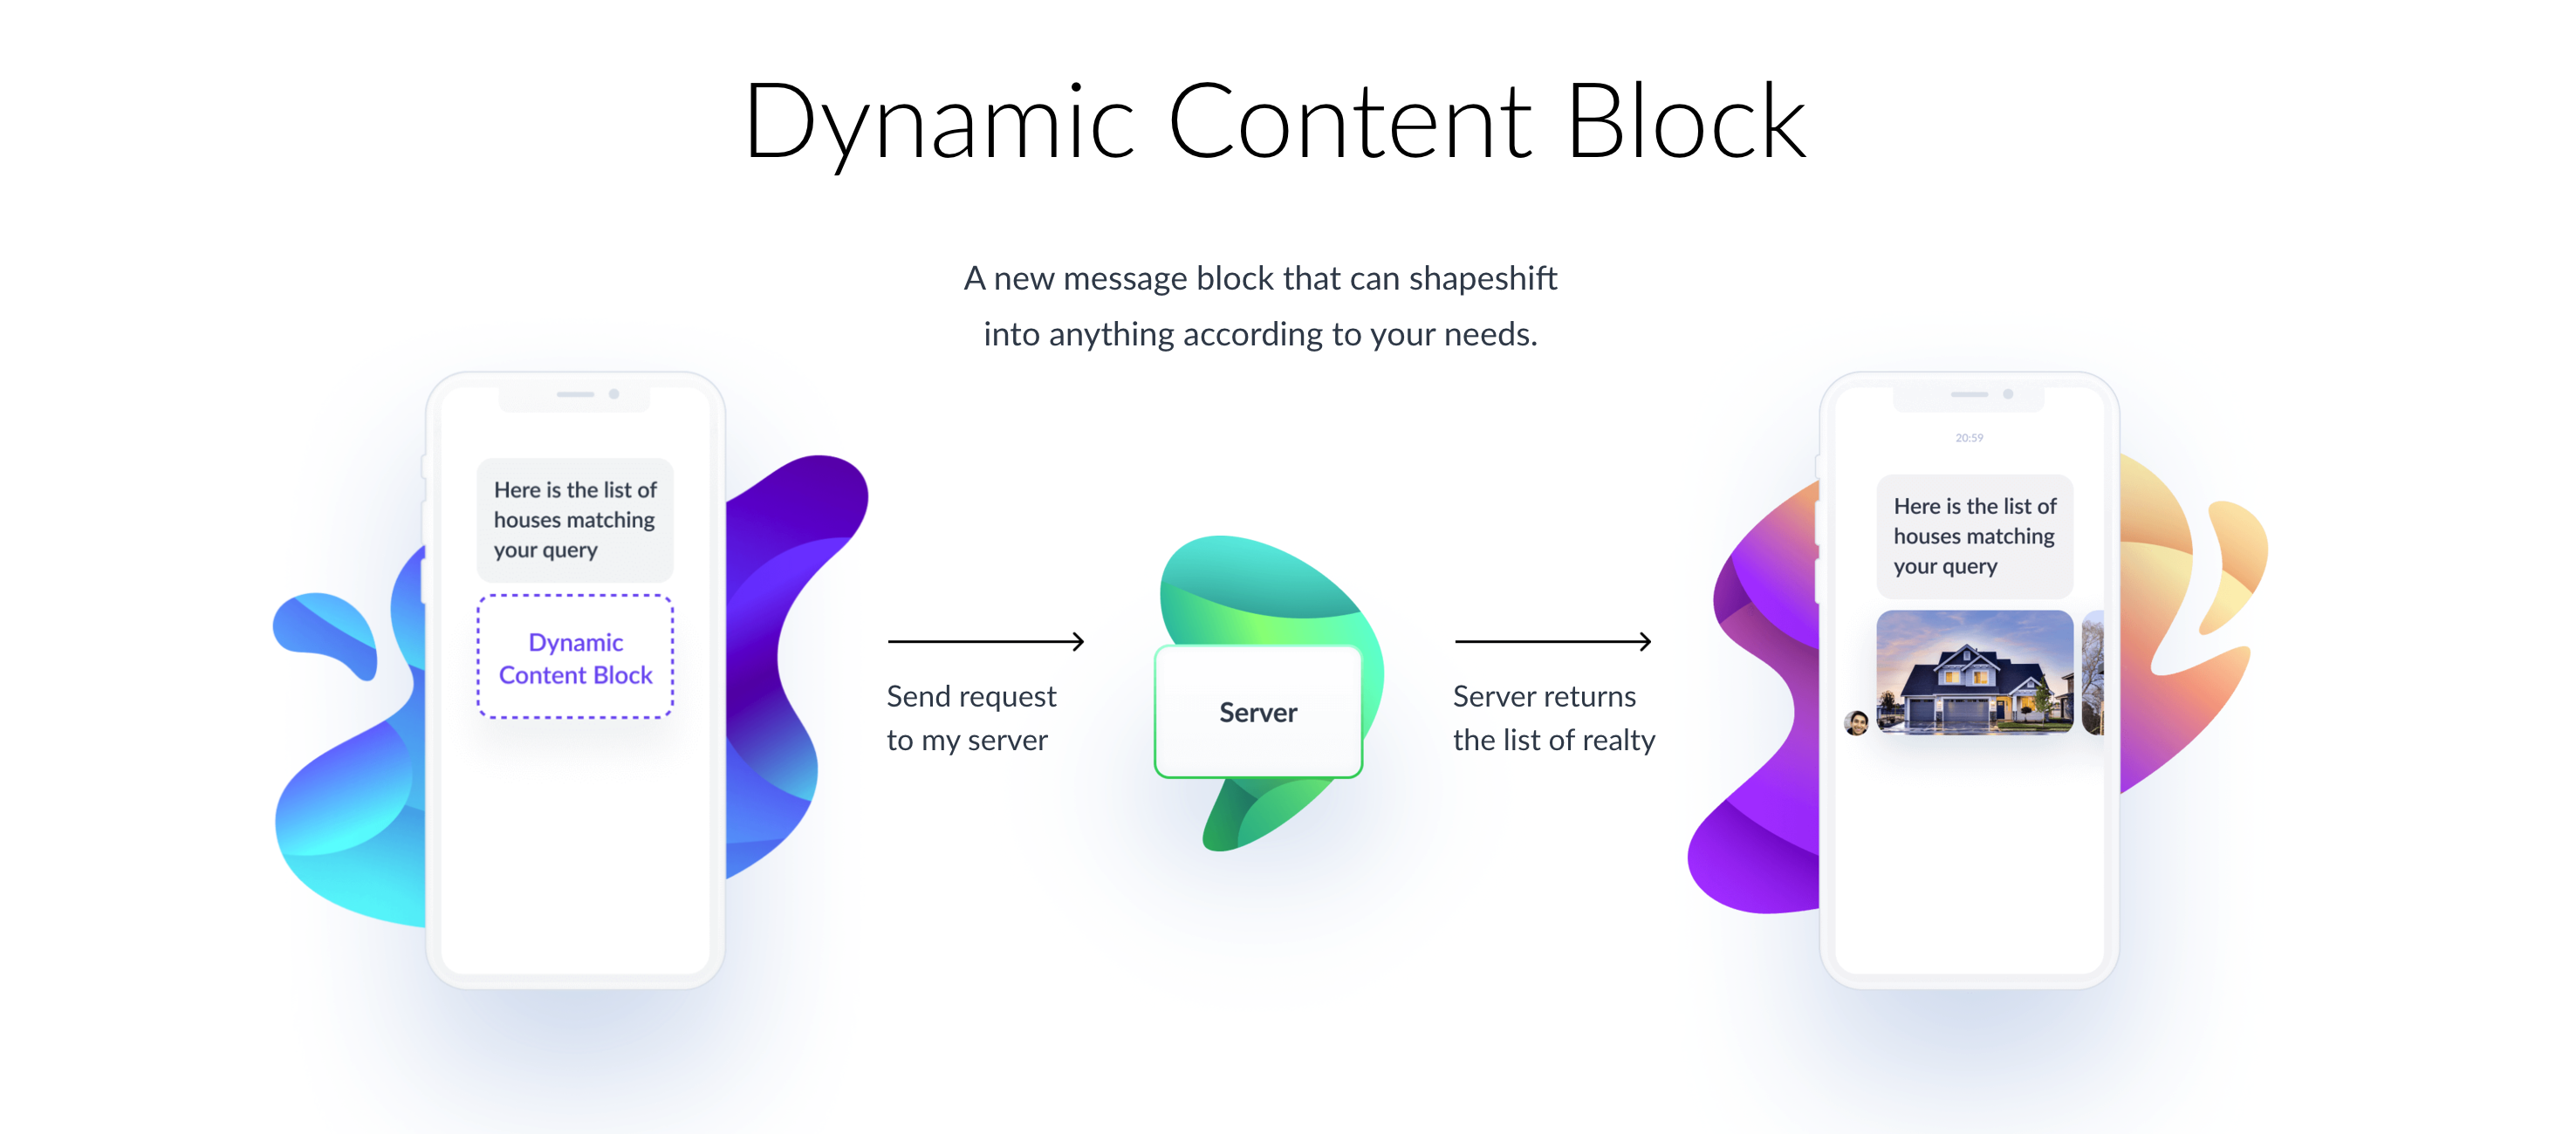 Dynamic Content Block
A new message block that can shapeshift
into anything according to your needs.
Here is the list of
houses matching
your query
Dynamic
Content Block
Send request
to my server
Server
Server returns
the list of realty
20:59
Here is the list of
houses matching
your query